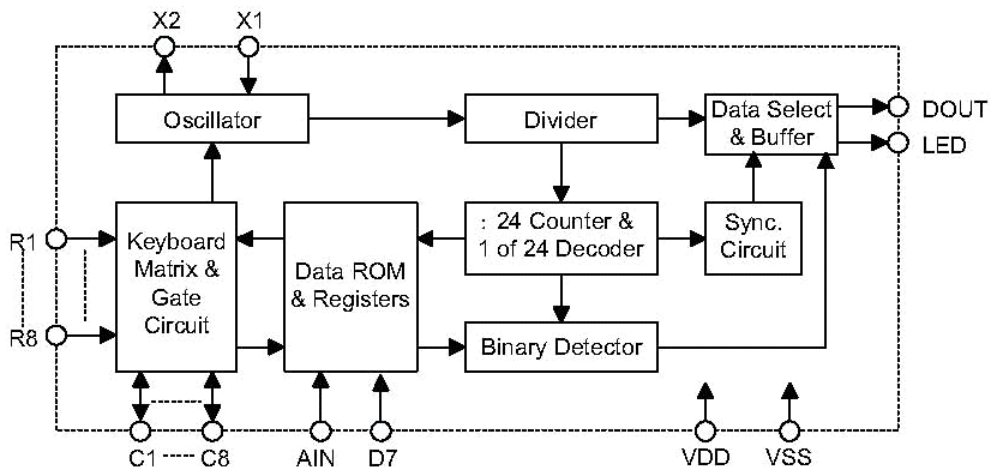 X2 X1
Oscillator
Divider
Data Select
& Buffer
DOUT
LED
R1
R8
Keyboard
Matrix &
Gate
Circuit
Data ROM
& Registers
: 24 Counter &
1 of 24 Decoder
Sync.
Circuit
Binary Detector
C1 C8 AIN D7 VDD VSS